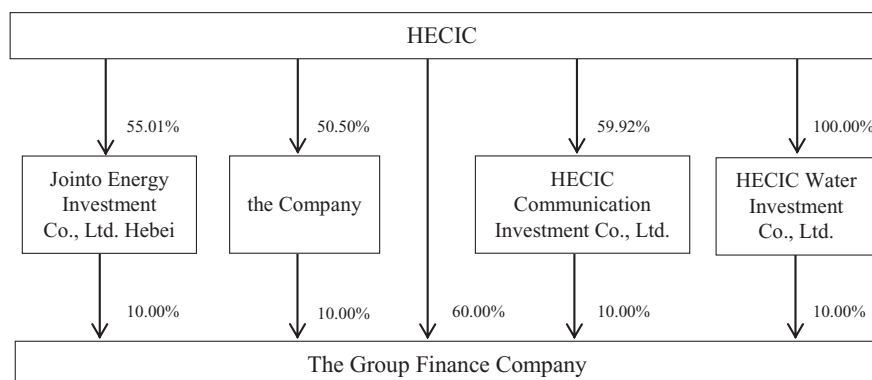 HECIC
55.01%
50.50%
59.92%
100.00%
Jointo Energy
Investment
Co., Ltd. Hebei
the Company
HECIC
Communication
Investment Co., Ltd.
HECIC Water
Investment
Co., Ltd.
10.00%
10.00%
60.00%
10.00%
10.00%
The Group Finance Company